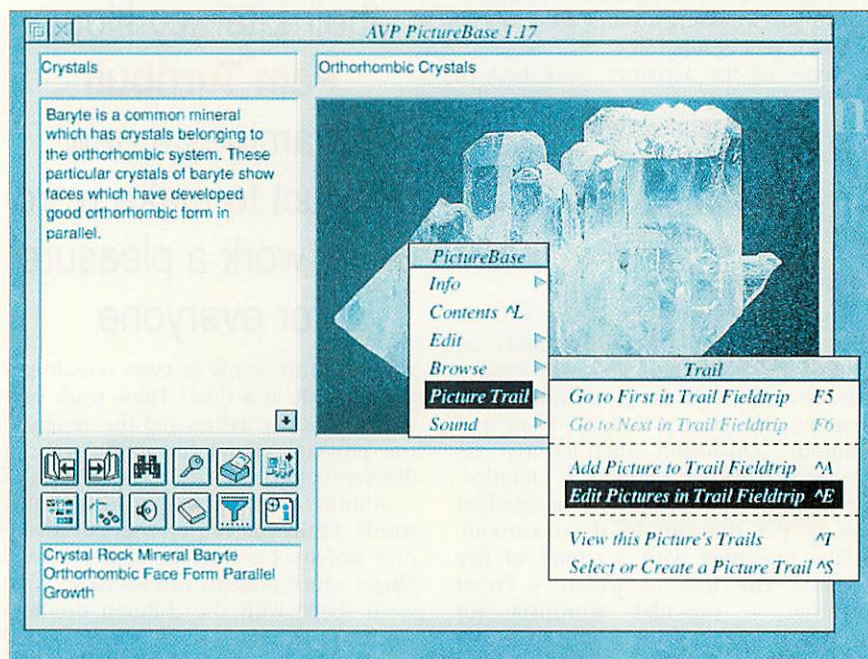 AVP PictureBase 1.17
Crystals
Orthorhombic Crystals
Baryte is a common mineral
which has crystals belonging to
the orthorhombic system. These
particular crystals of baryte show
faces which have developed
good orthorhombic form in
parallel.
PictureBase
Info
Contents ^L
Edit
Browse
Picture Trail
Sound
Trail
Go to First in Trail Fieldtrip F5
Go to Next in Trail Fieldtrip F6
Add Picture to Trail Fieldtrip ^A
Edit Pictures in Trail Fieldtrip ^E
View this Picture's Trails ^T
Select or Create a Picture Trail ^S
Crystal Rock Mineral Baryte
Orthorhombic Face Form Parallel
Growth